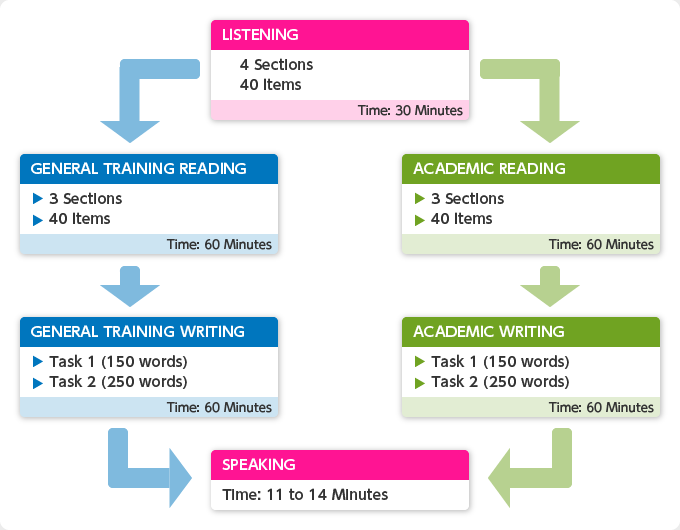 LISTENING
4 Sections
40 Items
Time: 30 Minutes
GENERAL TRAINING READING
3 Sections
40 Items
Time: 60 Minutes
ACADEMIC READING
3 Sections
40 Items
Time: 60 Minutes
GENERAL TRAINING WRITING
Task 1 (150 words)
Task 2 (250 words)
Time: 60 Minutes
ACADEMIC WRITING
Task 1 (150 words)
Task 2 (250 words)
Time: 60 Minutes
SPEAKING
Time: 11 to 14 Minutes